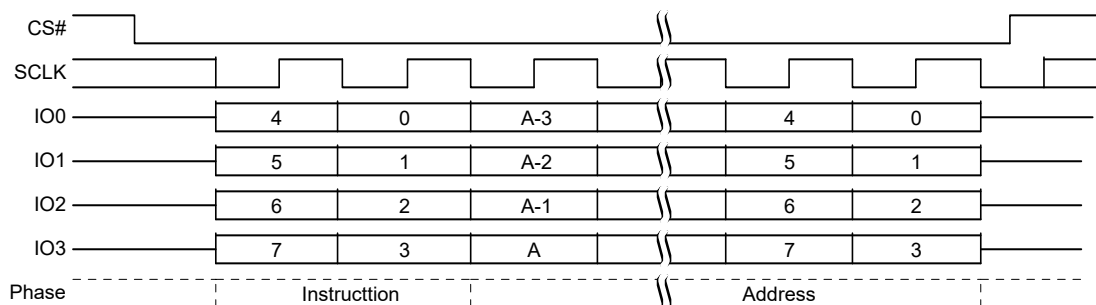 CS#
SCLK
IO0 4 0 A-3 4 0
IO1 5 1 A-2 5 1
IO2 6 2 A-1 6 2
IO3 7 3 A 7 3
Phase Instructtion Address